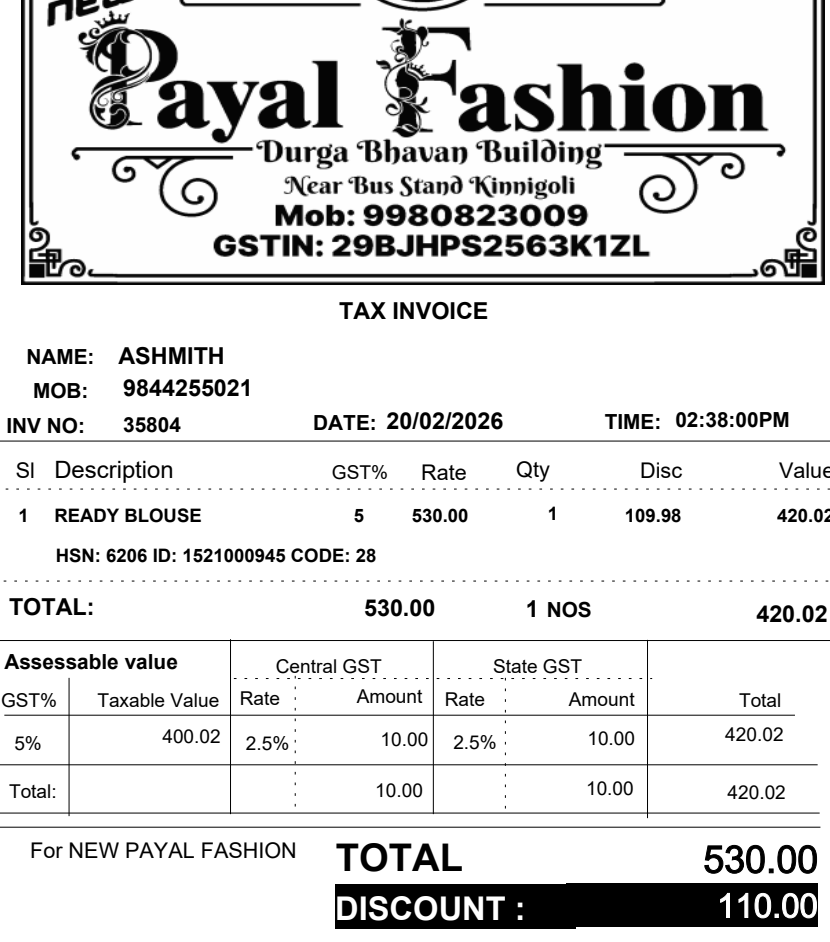 new
Payal Fashion
Durga Bhavan Building
Near Bus Stand Kinnigoli
Mob: 9980823009
GSTIN: 29BJHPS2563K1ZL
TAX INVOICE
NAME: ASHMITH
MOB: 9844255021
INV NO: 35804 DATE: 20/02/2026 TIME: 02:38:00PM
Sl Description GST% Rate Qty Disc Value
1 READY BLOUSE 5 530.00 1 109.98 420.02
HSN: 6206 ID: 1521000945 CODE: 28
TOTAL: 530.00 1 NOS 420.02
Assessable value Central GST State GST
GST% Taxable Value Rate Amount Rate Amount Total
5% 400.02 2.5% 10.00 2.5% 10.00 420.02
Total: 10.00 10.00 420.02
For NEW PAYAL FASHION TOTAL 530.00
DISCOUNT : 110.00